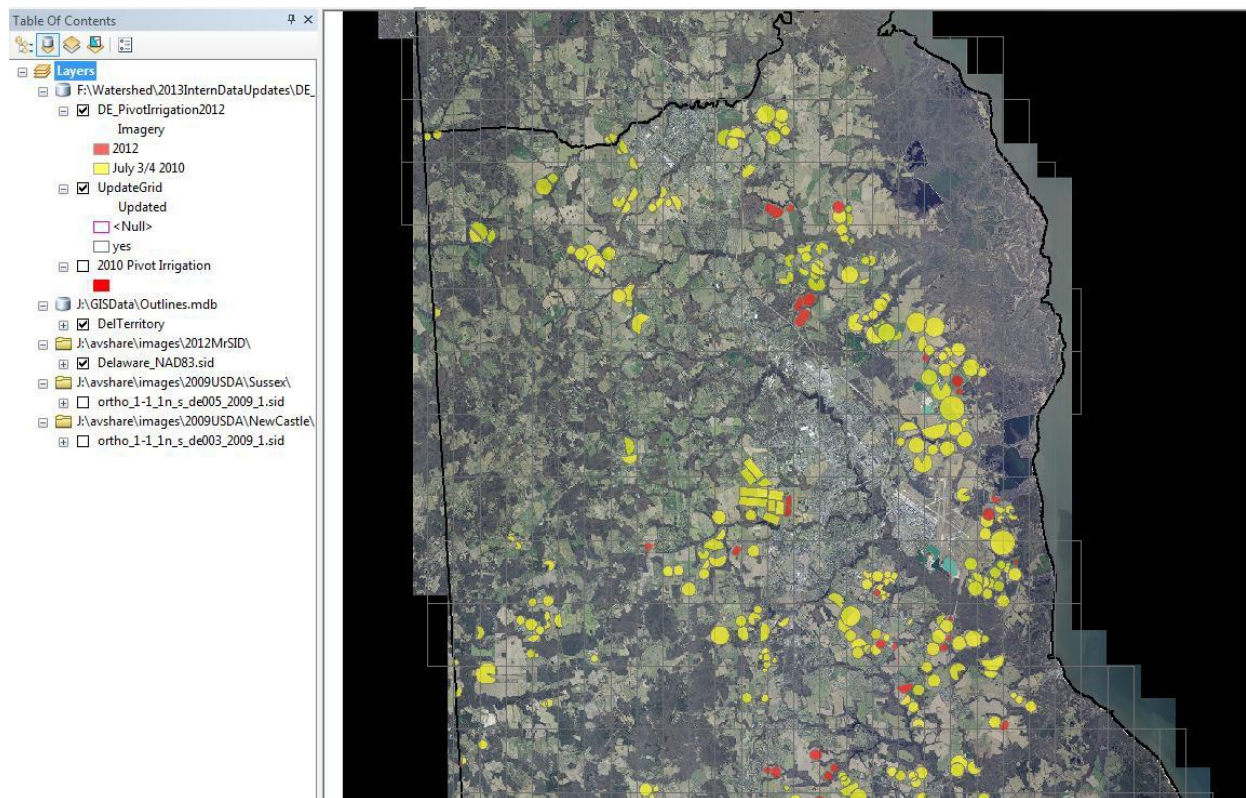 Table Of Contents
Layers
F:\Watershed\2013InternDataUpdates\DE_
DE_PivotIrrigation2012
Imagery
2012
July 3/4 2010
UpdateGrid
Updated
<Null>
yes
2010 Pivot Irrigation
J:\GISData\Outlines.mdb
DelTerritory
J:\avshare\images\2012MrSID\
Delaware_NAD83.sid
J:\avshare\images\2009USDA\Sussex\
ortho_1-1_1n_s_de005_2009_1.sid
J:\avshare\images\2009USDA\NewCastle\
ortho_1-1_1n_s_de003_2009_1.sid